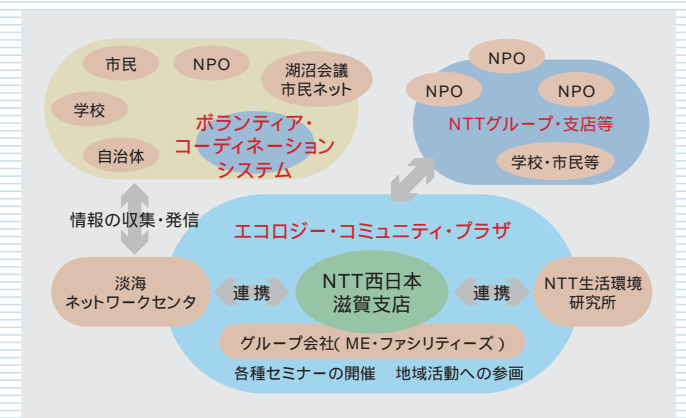 市民
NPO
湖沼会議
市民ネット
学校
自治体
ボランティア・
コーディネーション
システム
NPO
NPO
NPO
NTTグループ・支店等
学校・市民等
情報の収集・発信
エコロジー・コミュニティ・プラザ
淡海
ネットワークセンタ
連携
NTT西日本
滋賀支店
連携
NTT生活環境
研究所
グループ会社(ME・ファシリティーズ)
各種セミナーの開催 地域活動への参画